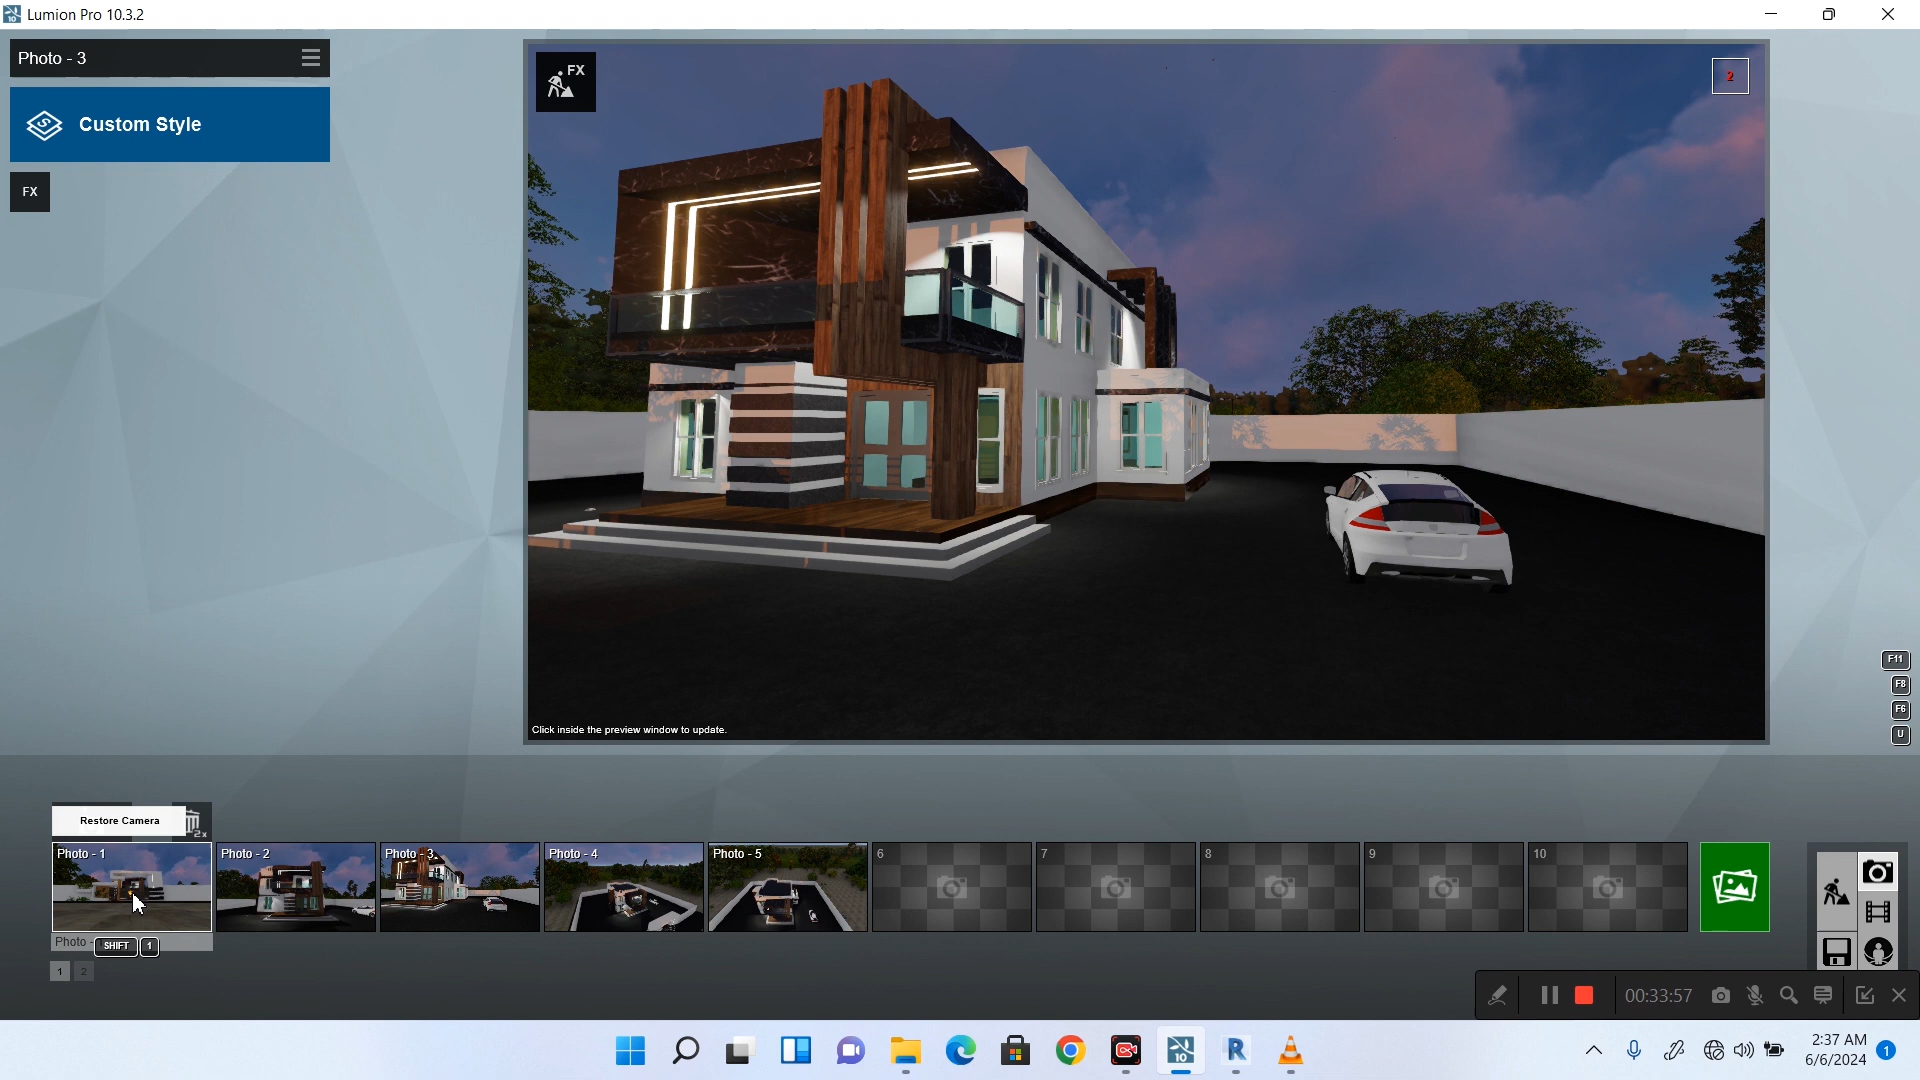 Lumion Pro 10.3.2
Photo - 3
Custom Style
FX
FX
2
Click inside the preview window to update.
F11
F8
F6
U
Restore Camera
2x
Photo - 1
Photo - 2
Photo - 3
Photo - 4
Photo - 5
6
7
8
9
10
Photo -
SHIFT
1
1
2
00:33:57
10
R
2:37 AM
6/6/2024
1